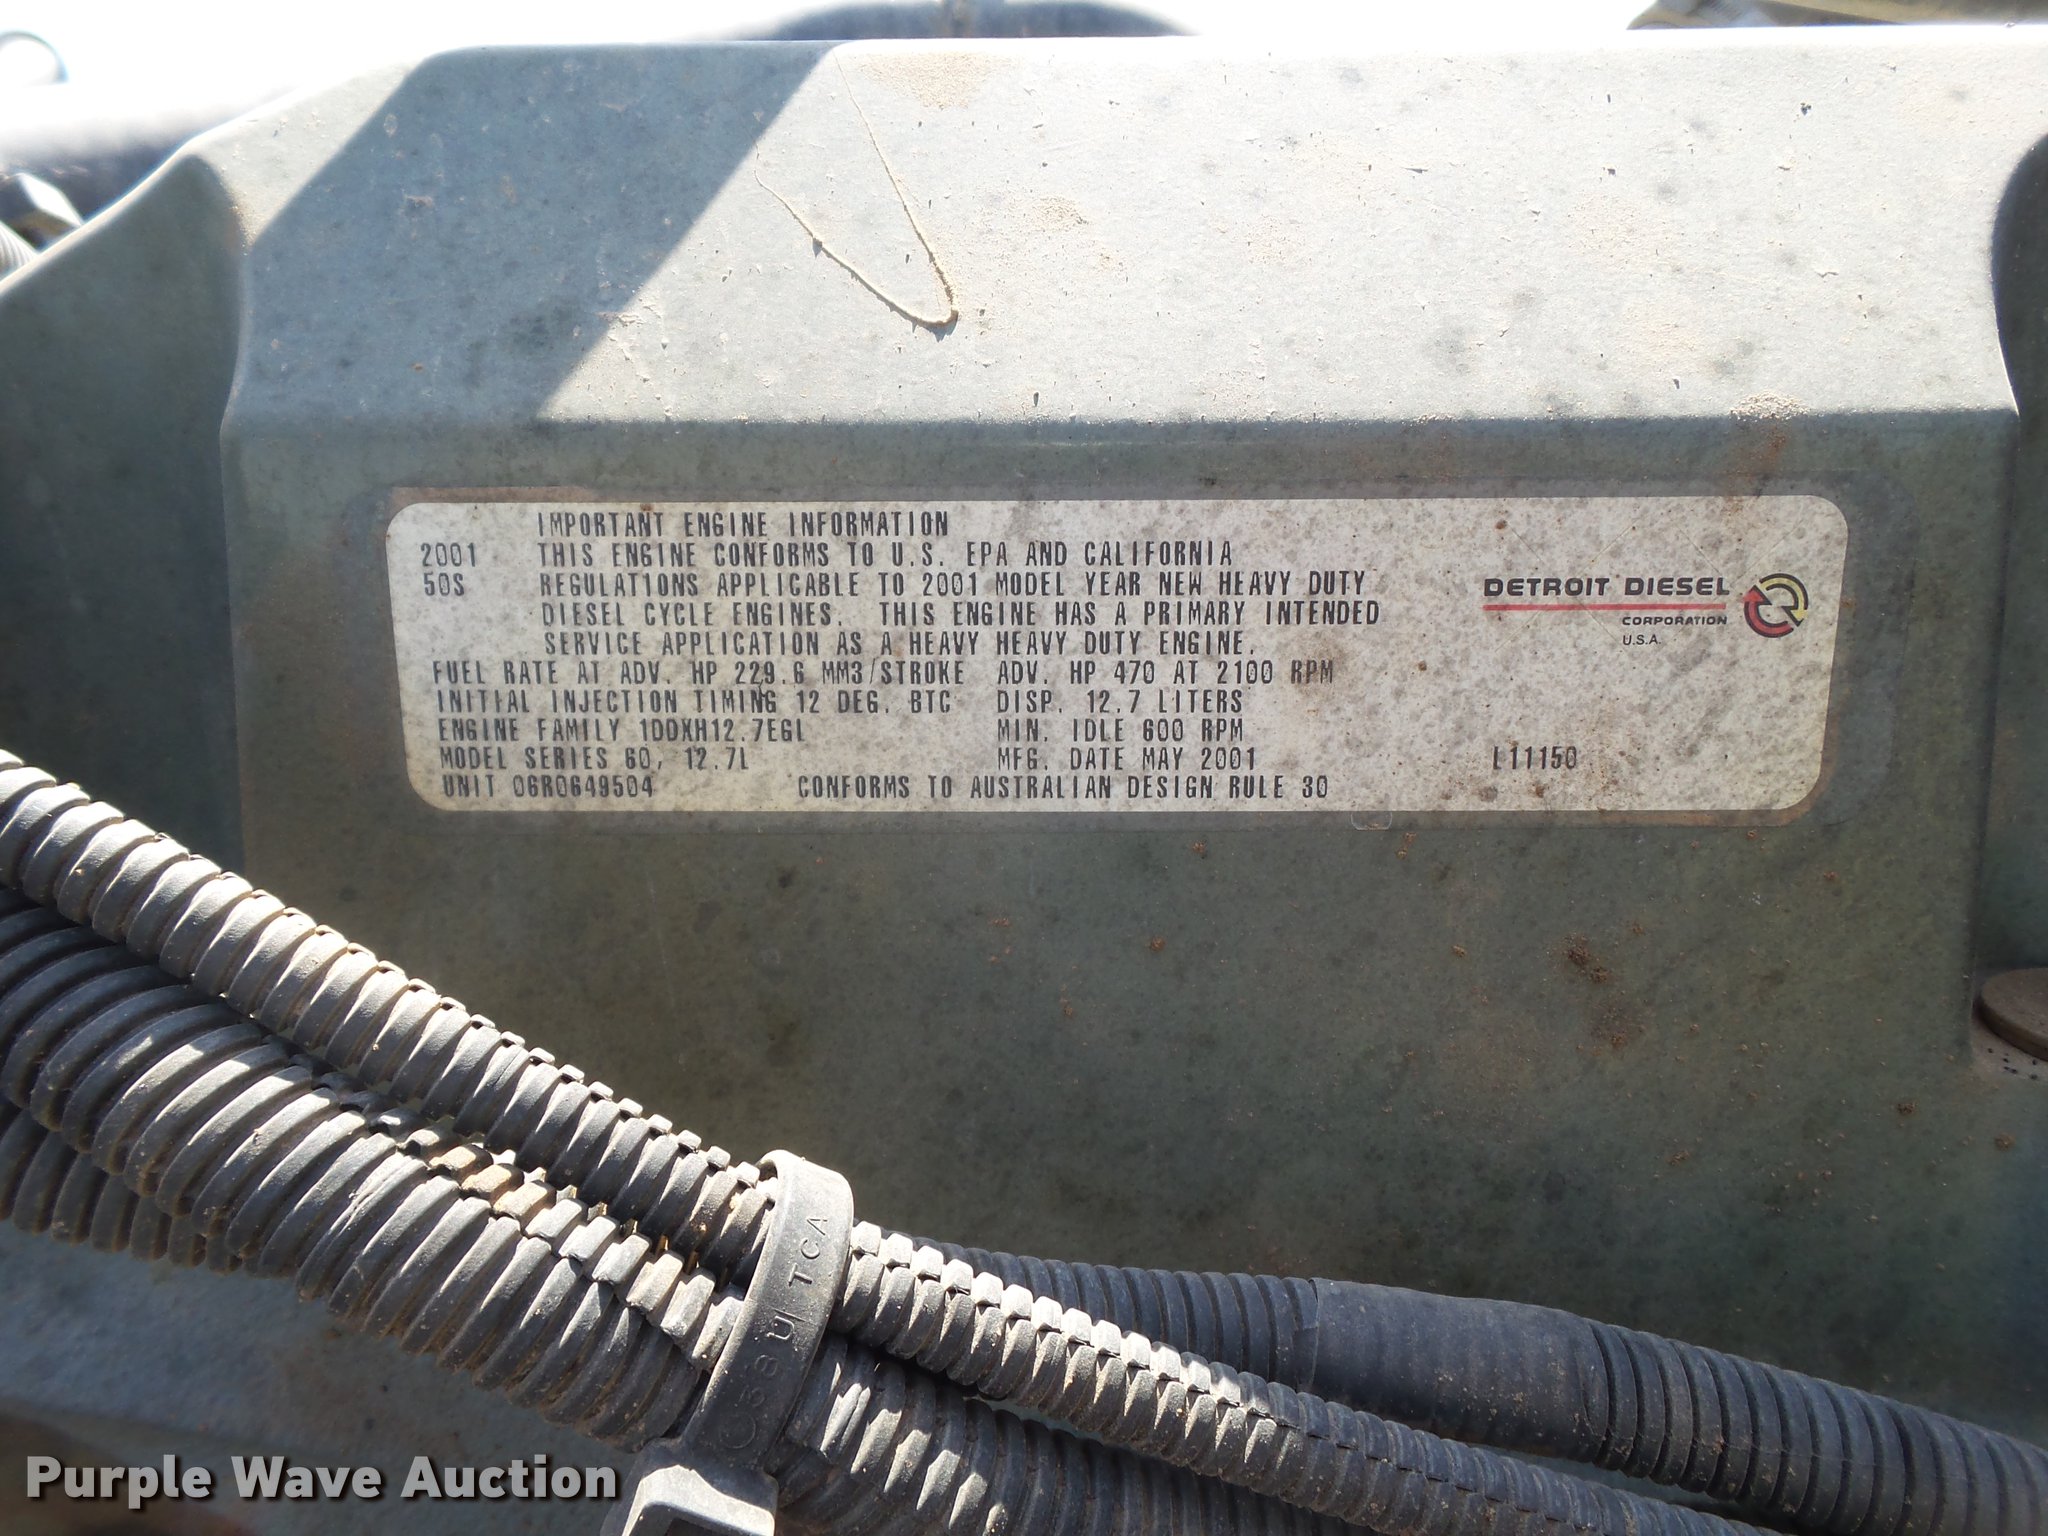 IMPORTANT ENGINE INFORMATION
2001 THIS ENGINE CONFORMS TO U.S. EPA AND CALIFORNIA
50S REGULATIONS APPLICABLE TO 2001 MODEL YEAR NEW HEAVY DUTY
DIESEL CYCLE ENGINES. THIS ENGINE HAS A PRIMARY INTENDED
SERVICE APPLICATION AS A HEAVY HEAVY DUTY ENGINE.
FUEL RATE AT ADV. HP 229.6 MM3/STROKE ADV. HP 470 AT 2100 RPM
INITIAL INJECTION TIMING 12 DEG. BTC DISP. 12.7 LITERS
ENGINE FAMILY 1DDXH12.7EGL MIN. IDLE 600 RPM
MODEL SERIES 60, 12.7L MFG. DATE MAY 2001 L11150
UNIT 06R0649504 CONFORMS TO AUSTRALIAN DESIGN RULE 30
DETROIT DIESEL
CORPORATION
U.S.A.
TCA
Purple Wave Auction